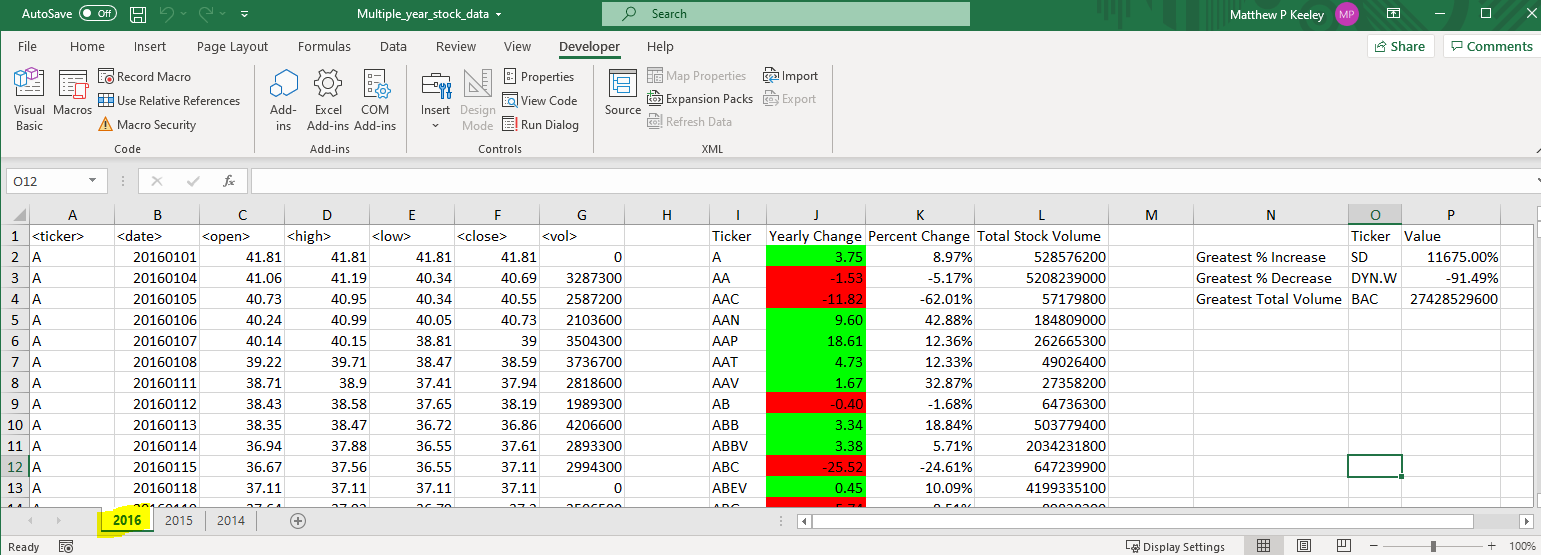 AutoSave Off Multiple_year_stock_data Search Matthew P Keeley MP
File Home Insert Page Layout Formulas Data Review View Developer Help Share Comments
Visual Basic
Macros
Record Macro
Use Relative References
Macro Security
Code
Add-ins
Excel Add-ins
COM Add-ins
Add-ins
Insert
Design Mode
Properties
View Code
Run Dialog
Controls
Source
Map Properties
Expansion Packs
Refresh Data
Import
Export
XML
O12 fx
A B C D E F G H I J K L M N O P
1 <ticker> <date> <open> <high> <low> <close> <vol> Ticker Yearly Change Percent Change Total Stock Volume Ticker Value
2 A 20160101 41.81 41.81 41.81 41.81 0 A 3.75 8.97% 528576200 Greatest % Increase SD 11675.00%
3 A 20160104 41.06 41.19 40.34 40.69 3287300 AA -1.53 -5.17% 5208239000 Greatest % Decrease DYN.W -91.49%
4 A 20160105 40.73 40.95 40.34 40.55 2587200 AAC -11.82 -62.01% 57179800 Greatest Total Volume BAC 27428529600
5 A 20160106 40.24 40.99 40.05 40.73 2103600 AAN 9.60 42.88% 184809000
6 A 20160107 40.14 40.15 38.81 39 3504300 AAP 18.61 12.36% 262665300
7 A 20160108 39.22 39.71 38.47 38.59 3736700 AAT 4.73 12.33% 49026400
8 A 20160111 38.71 38.9 37.41 37.94 2818600 AAV 1.67 32.87% 27358200
9 A 20160112 38.43 38.58 37.65 38.19 1989300 AB -0.40 -1.68% 64736300
10 A 20160113 38.35 38.47 36.72 36.86 4206600 ABB 3.34 18.84% 503779400
11 A 20160114 36.94 37.88 36.55 37.61 2893300 ABBV 3.38 5.71% 2034231800
12 A 20160115 36.67 37.56 36.55 37.11 2994300 ABC -25.52 -24.61% 647239900
13 A 20160118 37.11 37.11 37.11 37.11 0 ABEV 0.45 10.09% 4199335100
2016 2015 2014
Ready Display Settings 100%